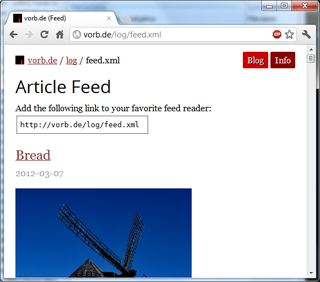 vorb.de (Feed)
vorb.de/log/feed.xml
vorb.de / log / feed.xml
Blog Info
Article Feed
Add the following link to your favorite feed reader:
http://vorb.de/log/feed.xml
Bread
2012-03-07